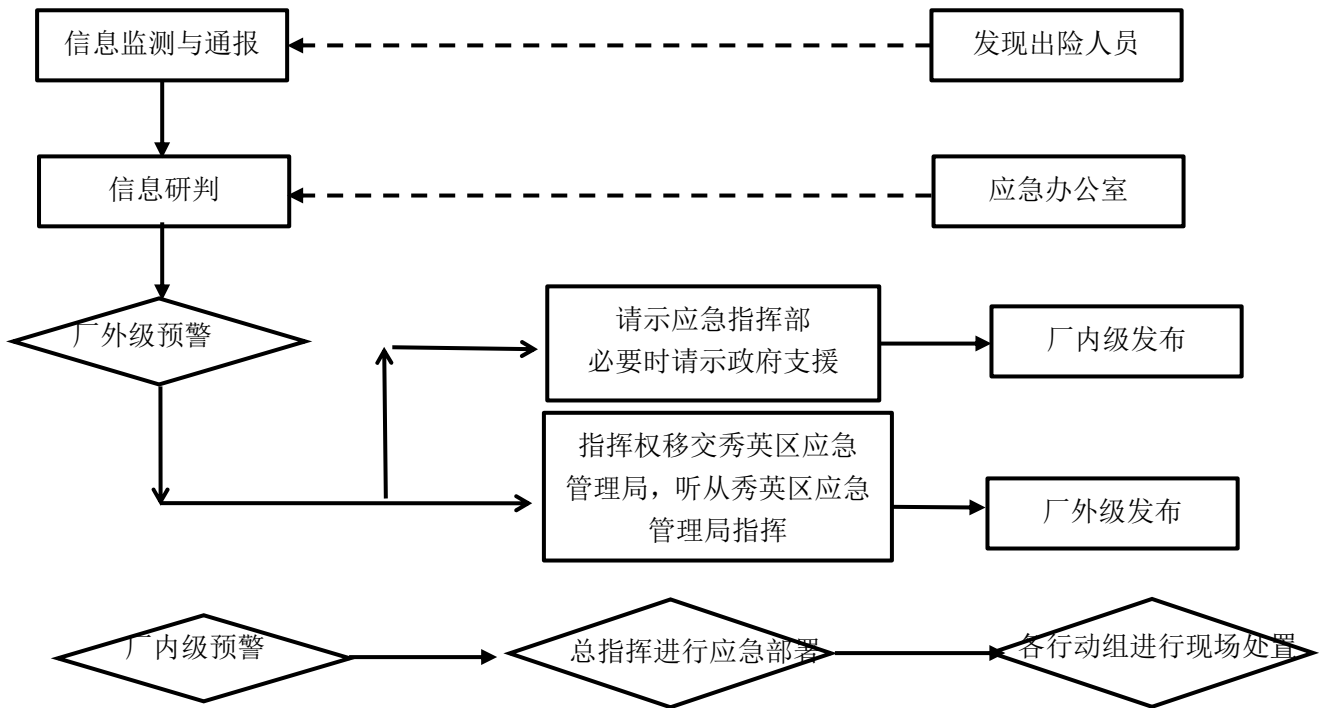 信息监测与通报
发现出险人员
信息研判
应急办公室
厂外级预警
请示应急指挥部
必要时请示政府支援
厂内级发布
指挥权移交秀英区应急
管理局，听从秀英区应急
管理局指挥
厂外级发布
厂内级预警
总指挥进行应急部署
各行动组进行现场处置